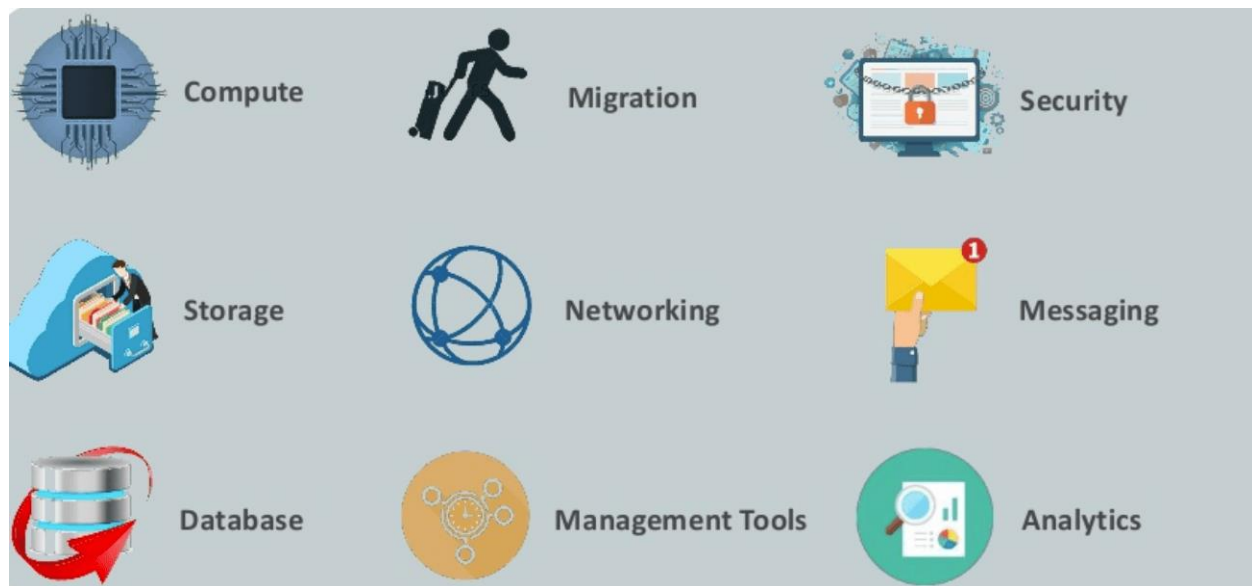 Compute
Migration
Security
Storage
Networking
1
Messaging
Database
Management Tools
Analytics